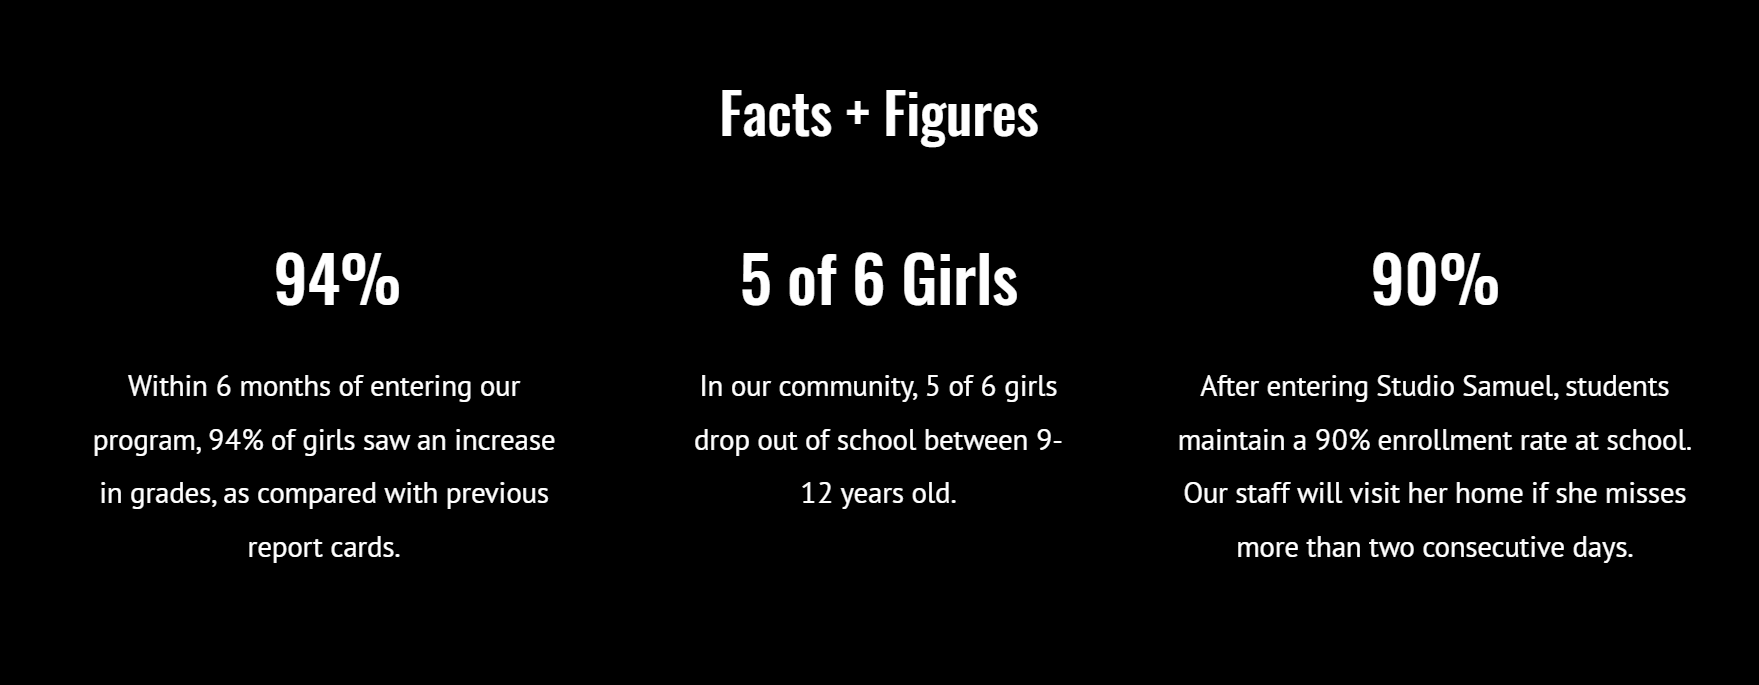 Facts + Figures
94%
Within 6 months of entering our
program, 94% of girls saw an increase
in grades, as compared with previous
report cards.
5 of 6 Girls
In our community, 5 of 6 girls
drop out of school between 9-
12 years old.
90%
After entering Studio Samuel, students
maintain a 90% enrollment rate at school.
Our staff will visit her home if she misses
more than two consecutive days.